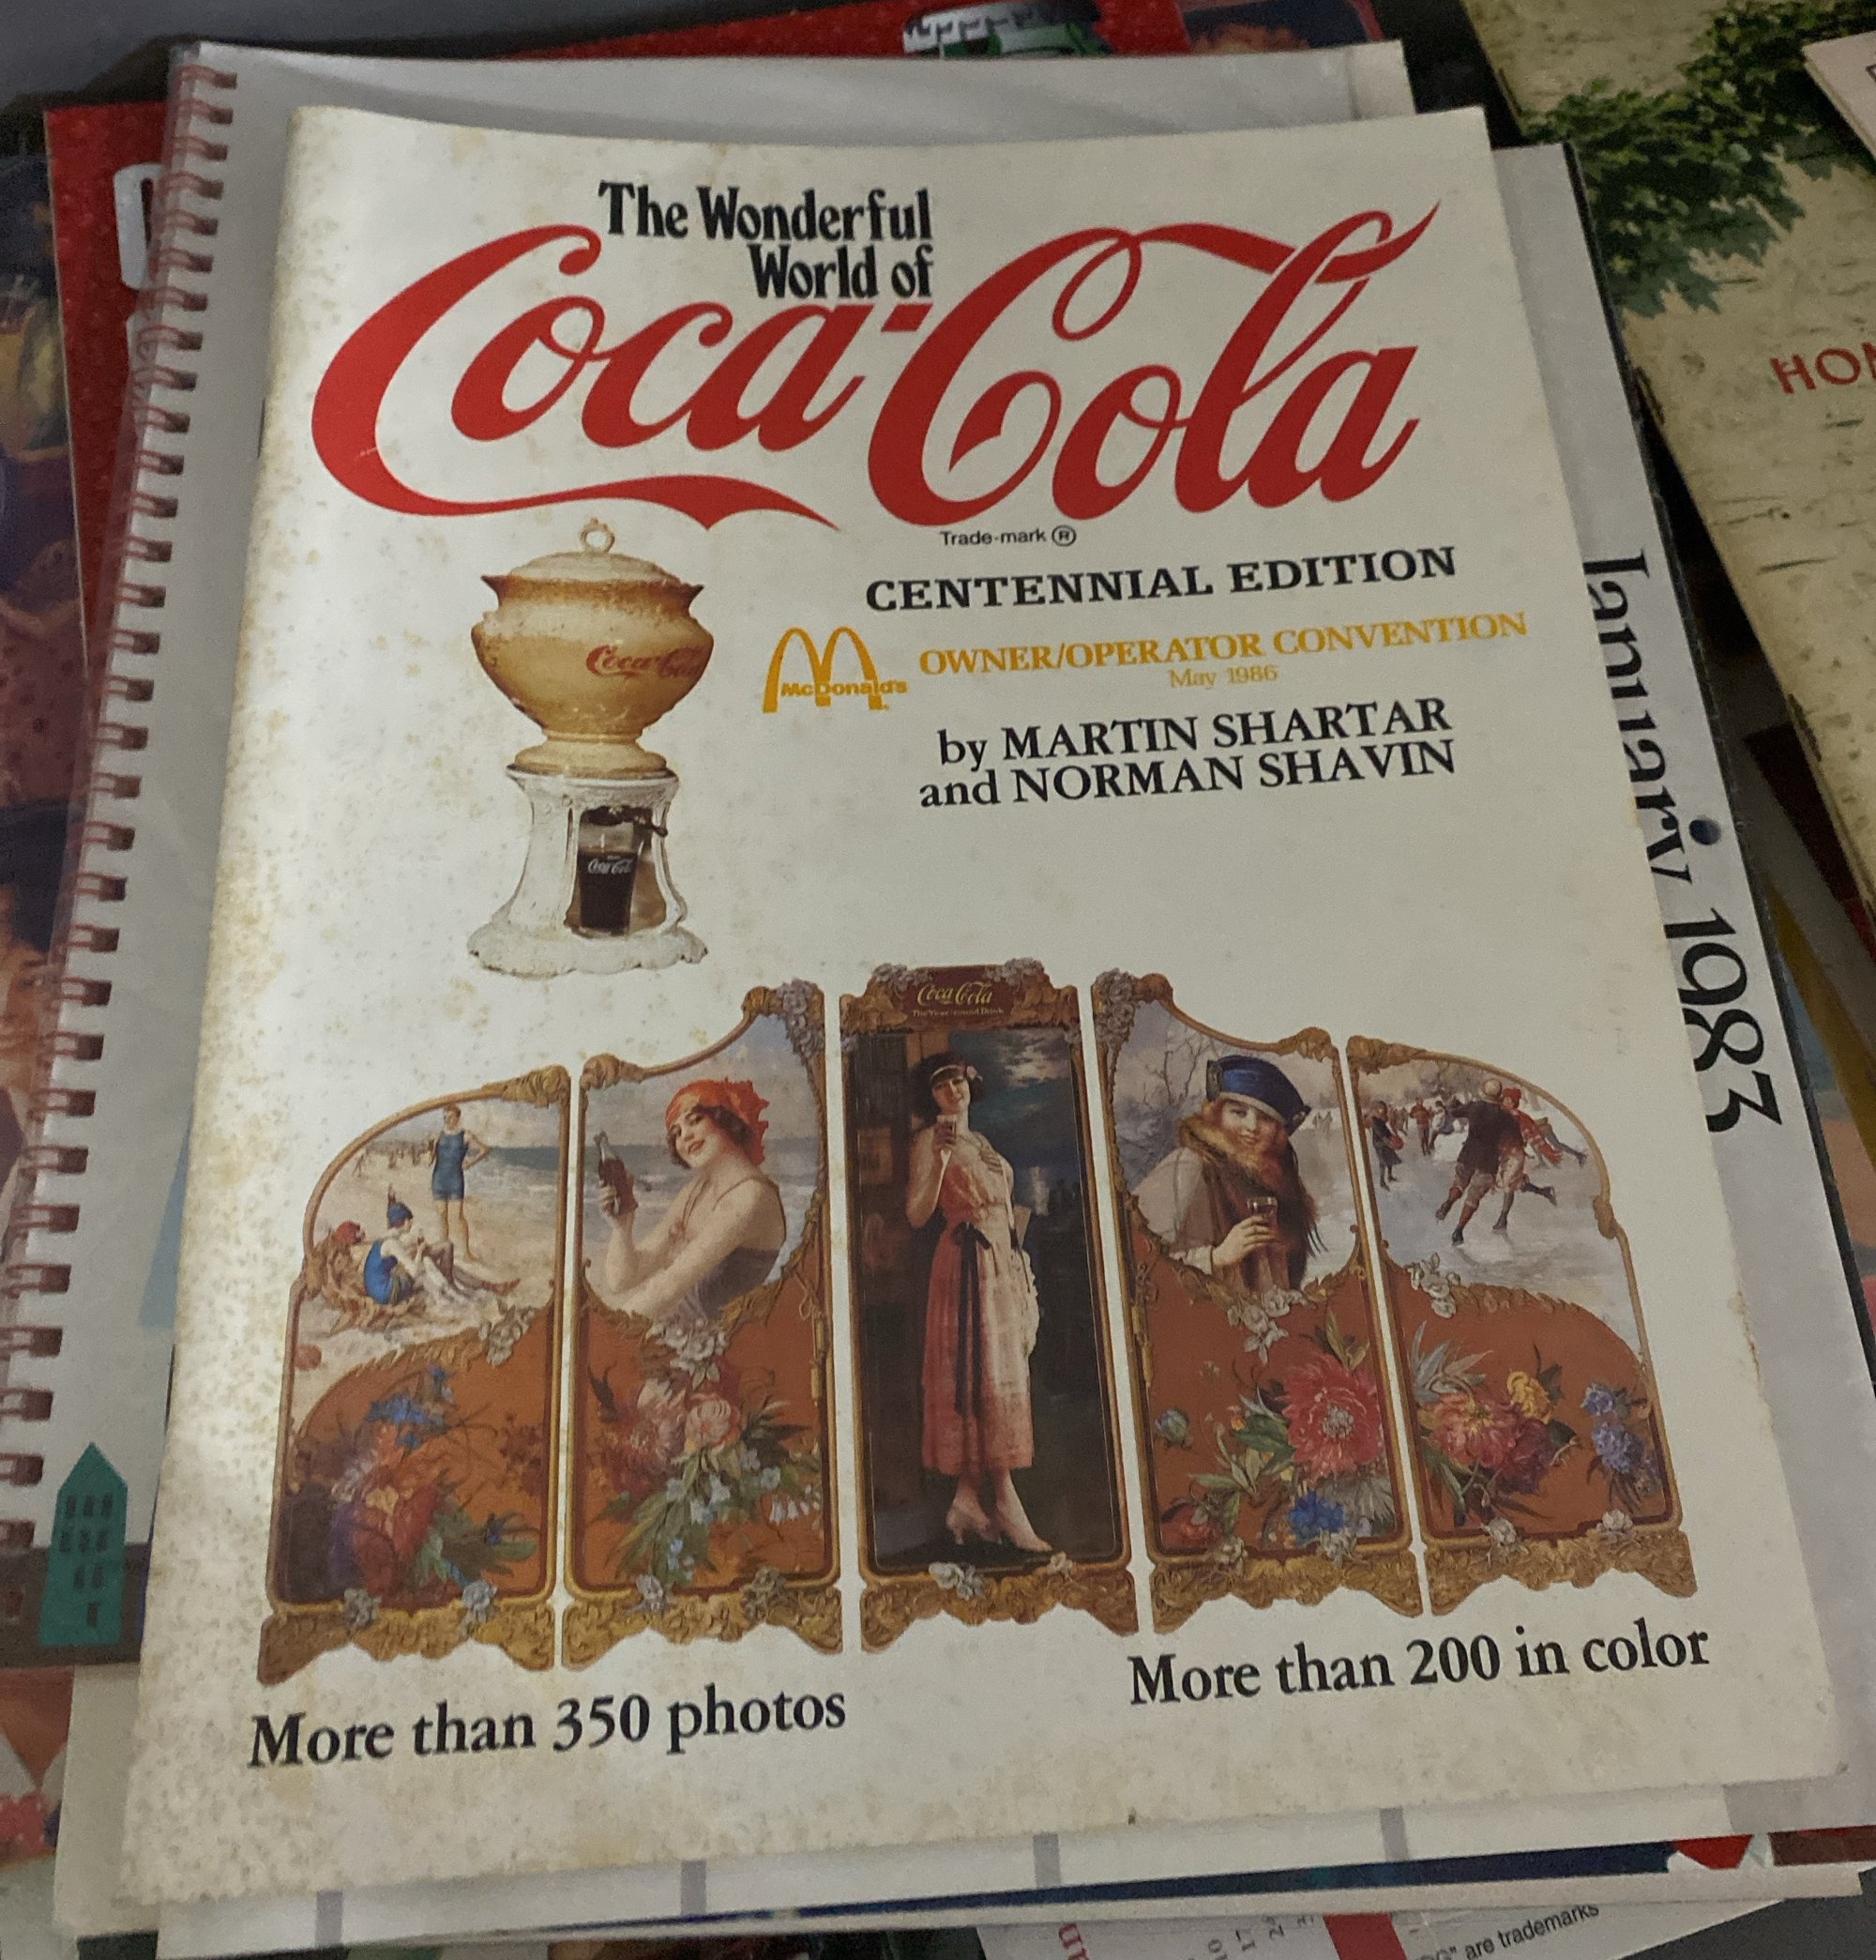 The Wonderful
World of
Coca-Cola
Trade-mark ®
CENTENNIAL EDITION
McDonald's
OWNER/OPERATOR CONVENTION
May 1986
by MARTIN SHARTAR
and NORMAN SHAVIN
Coca-Cola
Coca-Cola
Coca-Cola
More than 350 photos
More than 200 in color
January 1983
17
are trademarks